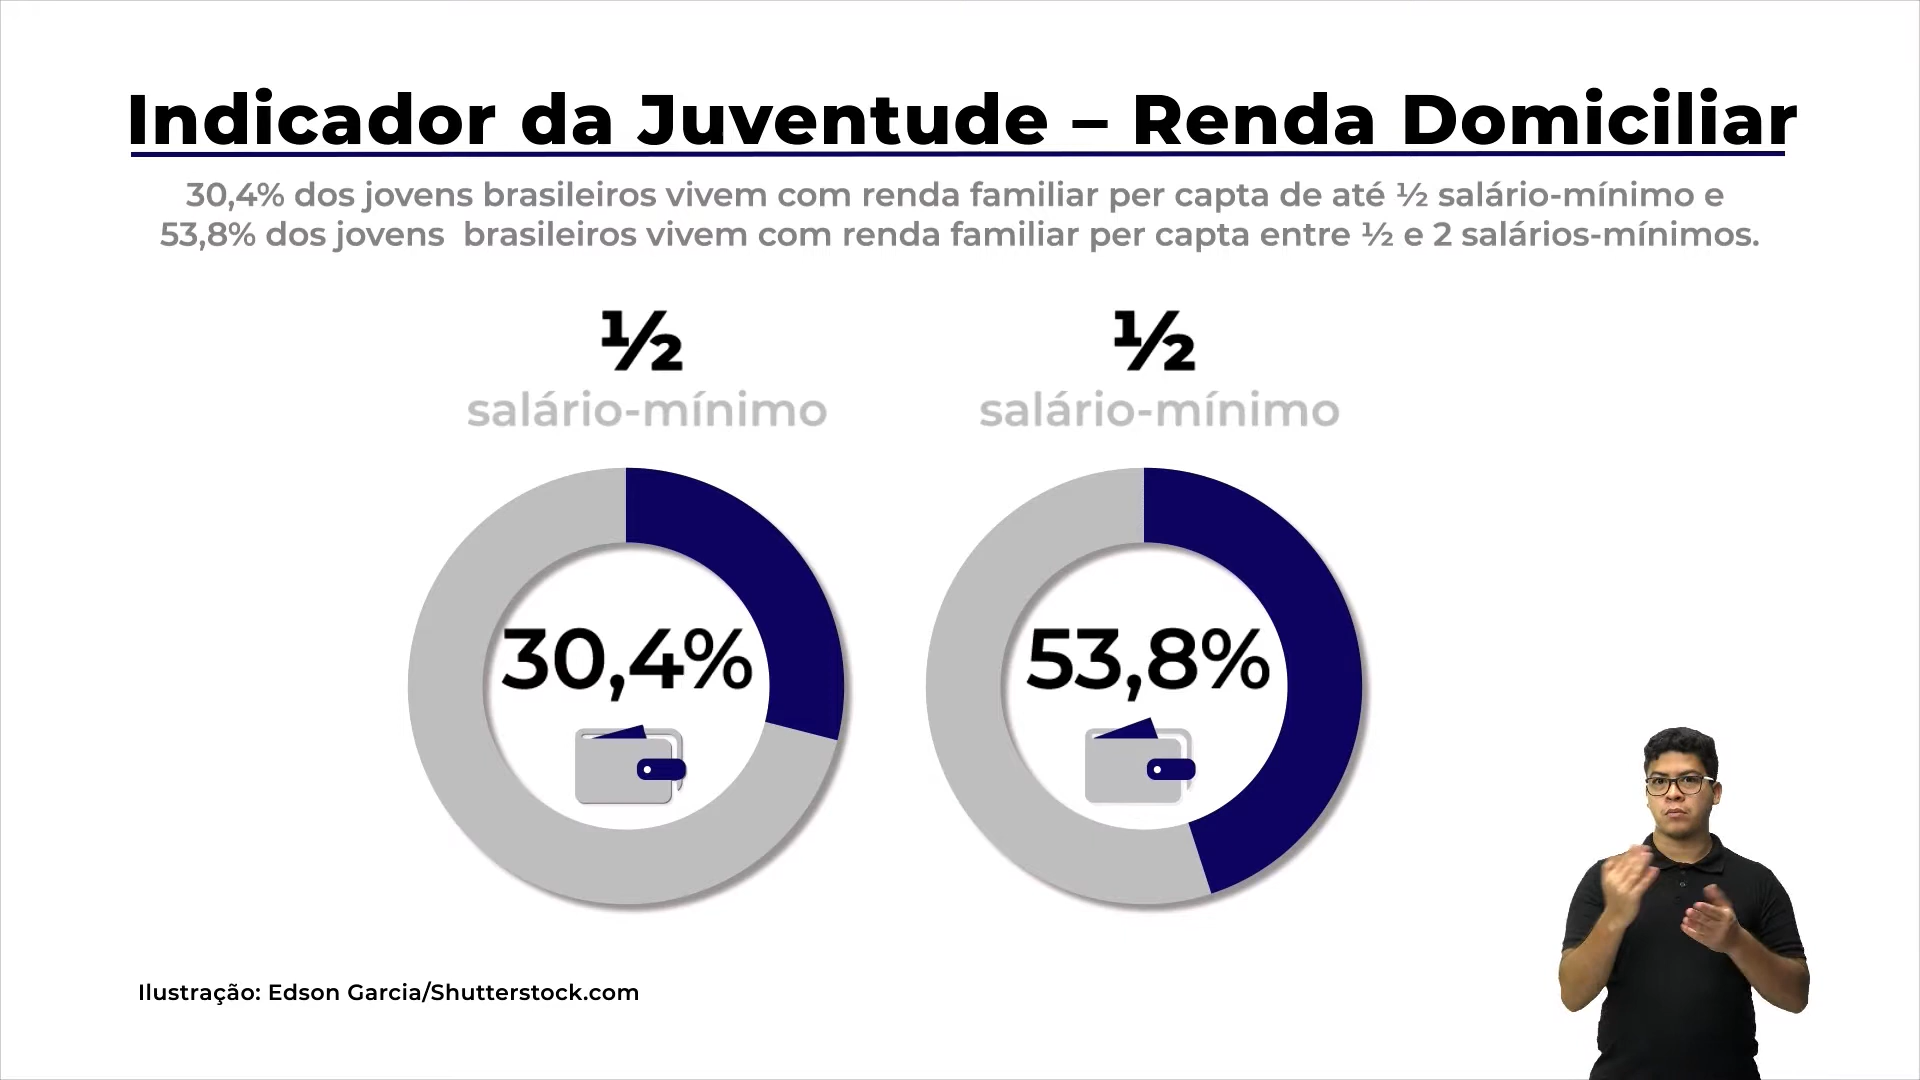 Indicador da Juventude – Renda Domiciliar
30,4% dos jovens brasileiros vivem com renda familiar per capta de até ½ salário-mínimo e
53,8% dos jovens  brasileiros vivem com renda familiar per capta entre ½ e 2 salários-mínimos.
½
salário-mínimo
½
salário-mínimo
30,4%
53,8%
Ilustração: Edson Garcia/Shutterstock.com